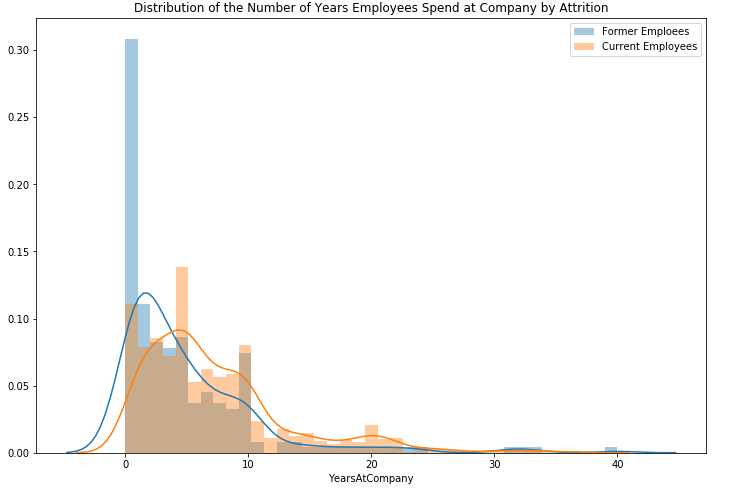 Distribution of the Number of Years Employees Spend at Company by Attrition
Former Emploees
Current Employees
0.30
0.25
0.20
0.15
0.10
0.05
0.00
0 10 20 30 40
YearsAtCompany